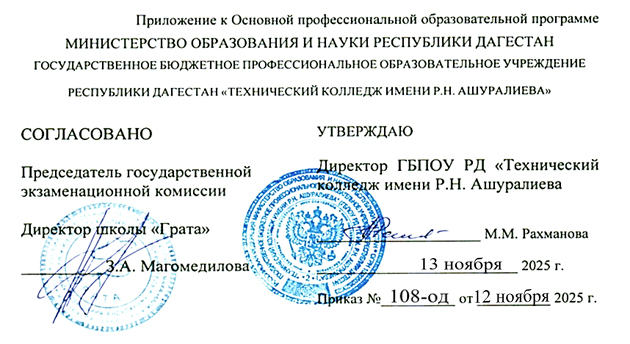 Приложение к Основной профессиональной образовательной программе
МИНИСТЕРСТВО ОБРАЗОВАНИЯ И НАУКИ РЕСПУБЛИКИ ДАГЕСТАН
ГОСУДАРСТВЕННОЕ БЮДЖЕТНОЕ ПРОФЕССИОНАЛЬНОЕ ОБРАЗОВАТЕЛЬНОЕ УЧРЕЖДЕНИЕ
РЕСПУБЛИКИ ДАГЕСТАН «ТЕХНИЧЕСКИЙ КОЛЛЕДЖ ИМЕНИ Р.Н. АШУРАЛИЕВА»
СОГЛАСОВАНО
Председатель государственной
экзаменационной комиссии
Директор школы «Грата»
З.А. Магомедилова
УТВЕРЖДАЮ
Директор ГБПОУ РД «Технический
колледж имени Р.Н. Ашуралиева
М.М. Рахманова
13 ноября 2025 г.
Приказ № 108-од от 12 ноября 2025 г.